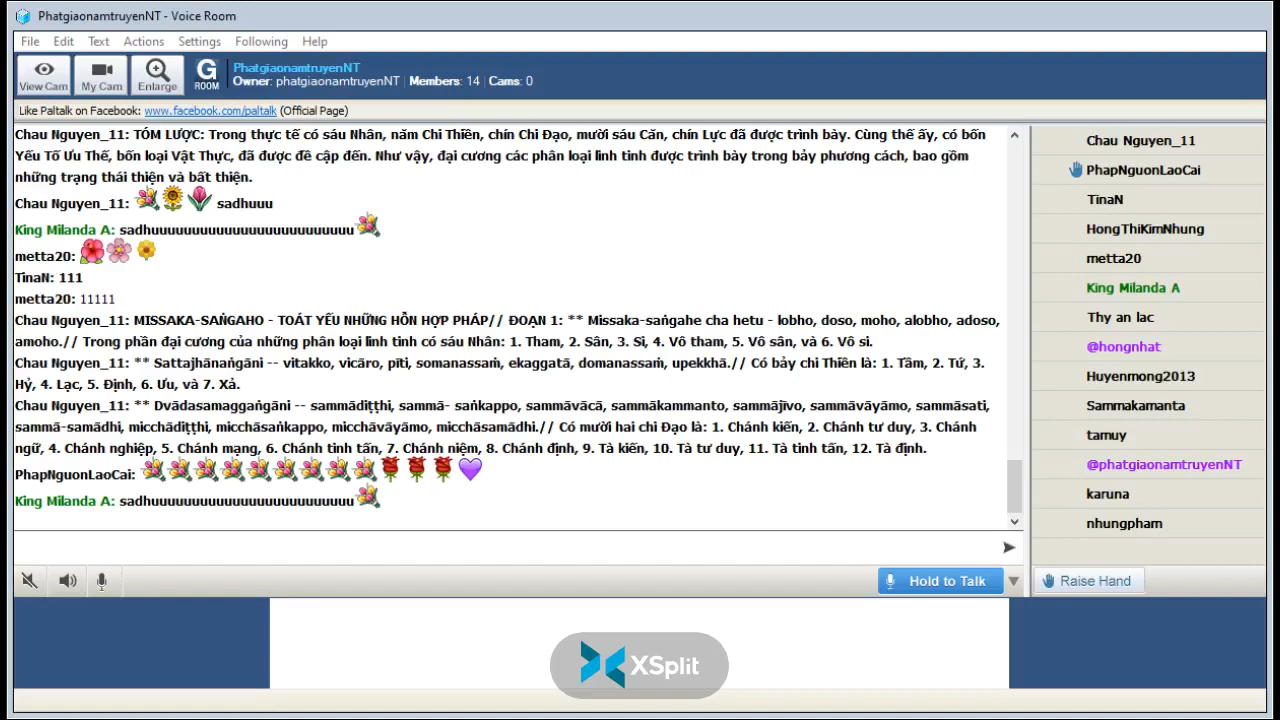 PhatgiaonamtruyenNT - Voice Room
File Edit Text Actions Settings Following Help
View Cam My Cam Enlarge G ROOM
PhatgiaonamtruyenNT
Owner: phatgiaonamtruyenNT | Members: 14 | Cams: 0
Like Paltalk on Facebook: www.facebook.com/paltalk (Official Page)
Chau Nguyen_11: TÓM LƯỢC: Trong thực tế có sáu Nhân, năm Chi Thiền, chín Chi Đạo, mười sáu Căn, chín Lực đã được trình bày. Cùng thế ấy, có bốn
Yếu Tố Ưu Thế, bốn loại Vật Thực, đã được đề cập đến. Như vậy, đại cương các phân loại linh tinh được trình bày trong bảy phương cách, bao gồm
những trạng thái thiện và bất thiện.
Chau Nguyen_11: sadhuuu
King Milanda A: sadhuuuuuuuuuuuuuuuuuuuuuuuuu
metta20:
TinaN: 111
metta20: 11111
Chau Nguyen_11: MISSAKA-SAṄGAHO - TOÁT YẾU NHỮNG HỖN HỢP PHÁP// ĐOẠN 1: ** Missaka-saṅgahe cha hetu - lobho, doso, moho, alobho, adoso,
amoho.// Trong phần đại cương của những phân loại linh tinh có sáu Nhân: 1. Tham, 2. Sân, 3. Si, 4. Vô tham, 5. Vô sân, và 6. Vô si.
Chau Nguyen_11: ** Sattajhānaṅgāni -- vitakko, vicāro, pīti, somanassaṁ, ekaggatā, domanassaṁ, upekkhā.// Có bảy chi Thiền là: 1. Tầm, 2. Tứ, 3.
Hỷ, 4. Lạc, 5. Định, 6. Ưu, và 7. Xả.
Chau Nguyen_11: ** Dvādasamaggaṅgāni -- sammādiṭṭhi, sammā- saṅkappo, sammāvācā, sammākammanto, sammājīvo, sammāvāyāmo, sammāsati,
sammā-samādhi, micchādiṭṭhi, micchāsaṅkappo, micchāvāyāmo, micchāsamādhi.// Có mười hai chi Đạo là: 1. Chánh kiến, 2. Chánh tư duy, 3. Chánh
ngữ, 4. Chánh nghiệp, 5. Chánh mạng, 6. Chánh tinh tấn, 7. Chánh niệm, 8. Chánh định, 9. Tà kiến, 10. Tà tư duy, 11. Tà tinh tấn, 12. Tà định.
PhapNguonLaoCai:
King Milanda A: sadhuuuuuuuuuuuuuuuuuuuuuuuuu
Hold to Talk
Chau Nguyen_11
PhapNguonLaoCai
TinaN
HongThiKimNhung
metta20
King Milanda A
Thy an lac
@hongnhat
Huyenmong2013
Sammakamanta
tamuy
@phatgiaonamtruyenNT
karuna
nhungpham
Raise Hand
XSplit